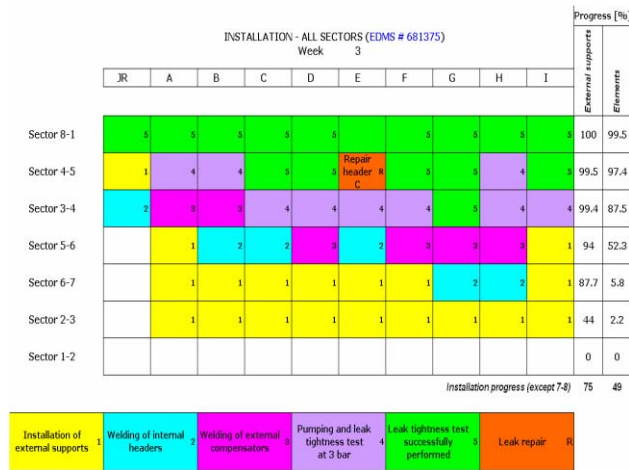 Progress [%]
INSTALLATION - ALL SECTORS (EDMS # 681375)
Week 3
External supports
Elements
JR A B C D E F G H I
Sector 8-1 5 5 5 5 5 5 5 5 5 5 100 99.5
Sector 4-5 1 4 4 5 5 Repair header C R 5 5 4 5 99.5 97.4
Sector 3-4 2 3 3 4 4 4 4 5 4 4 99.4 87.5
Sector 5-6 1 2 2 3 2 3 3 3 1 94 52.3
Sector 6-7 1 1 1 1 1 1 2 2 1 87.7 5.8
Sector 2-3 1 1 1 1 1 1 1 1 1 44 2.2
Sector 1-2 0 0
Installation progress (except 7-8) 75 49
Installation of external supports 1
Welding of internal headers 2
Welding of external compensators 3
Pumping and leak tightness test at 3 bar 4
Leak tightness test successfully performed 5
Leak repair R